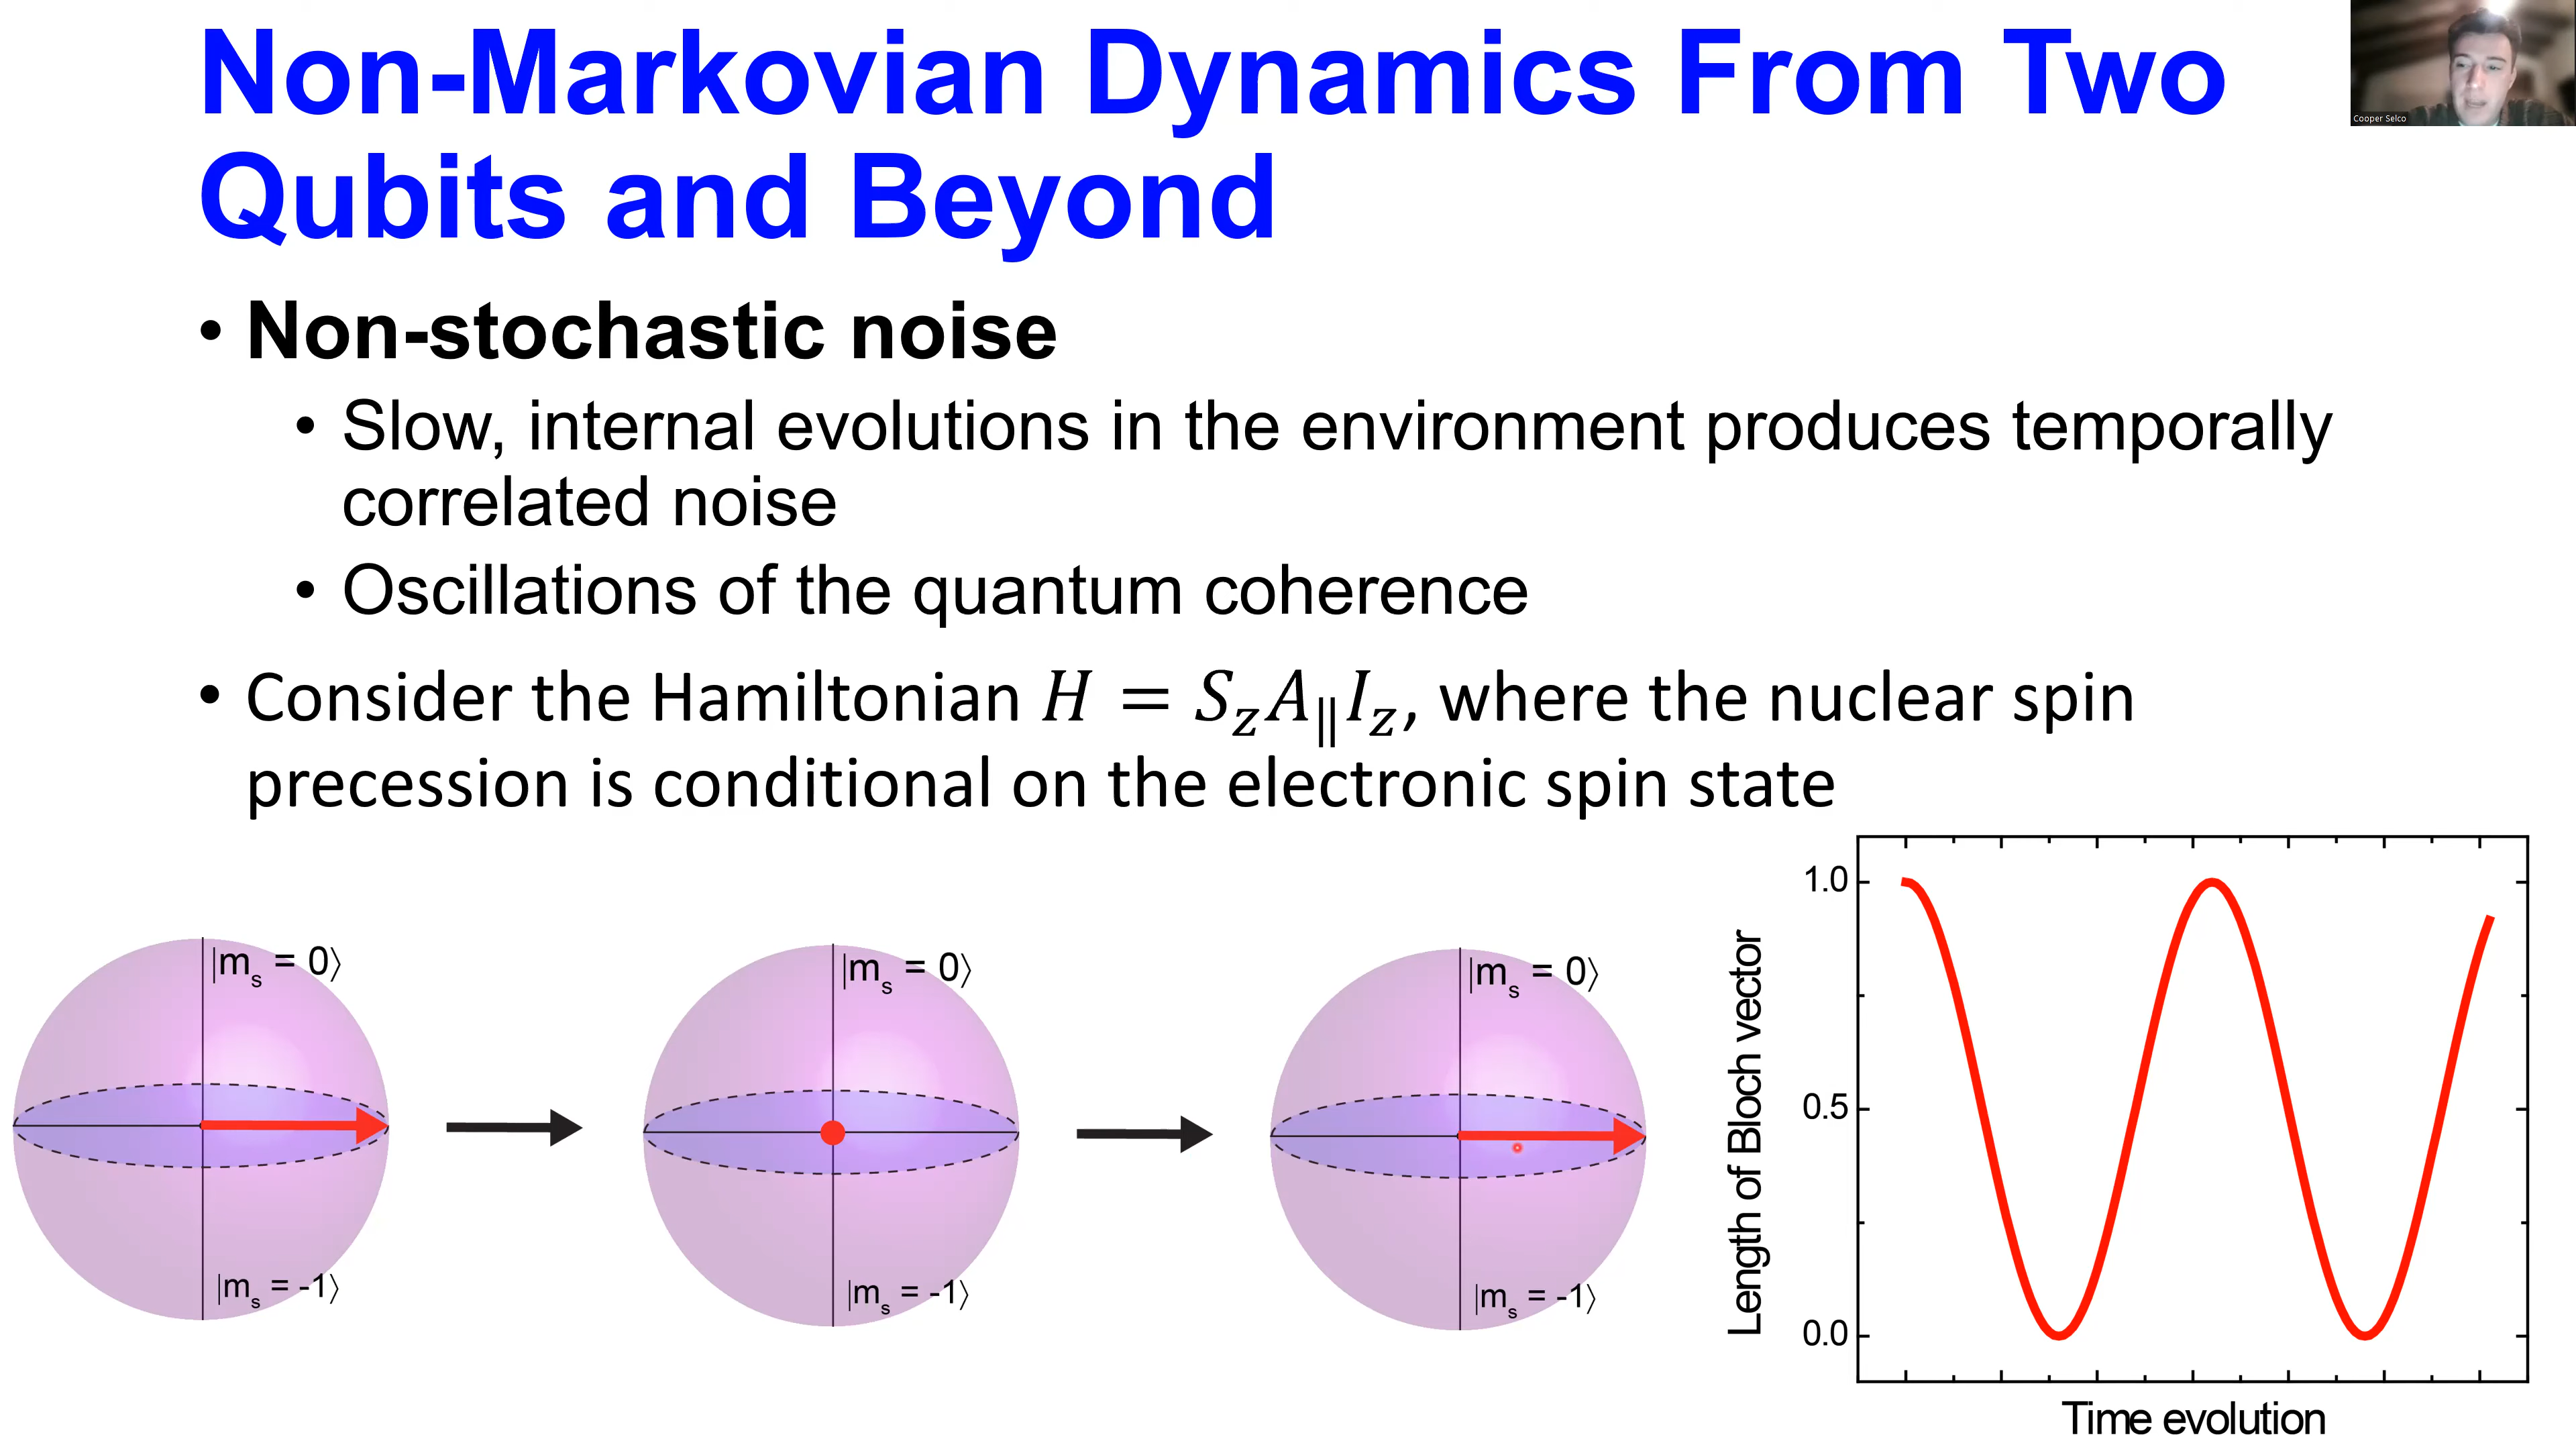 Non-Markovian Dynamics From Two
Qubits and Beyond
Cooper Selco
• Non-stochastic noise
• Slow, internal evolutions in the environment produces temporally
correlated noise
• Oscillations of the quantum coherence
• Consider the Hamiltonian H = S_z A_∥ I_z, where the nuclear spin
precession is conditional on the electronic spin state
|m_s = 0⟩
|m_s = -1⟩
|m_s = 0⟩
|m_s = -1⟩
|m_s = 0⟩
|m_s = -1⟩
Length of Bloch vector
1.0
0.5
0.0
Time evolution